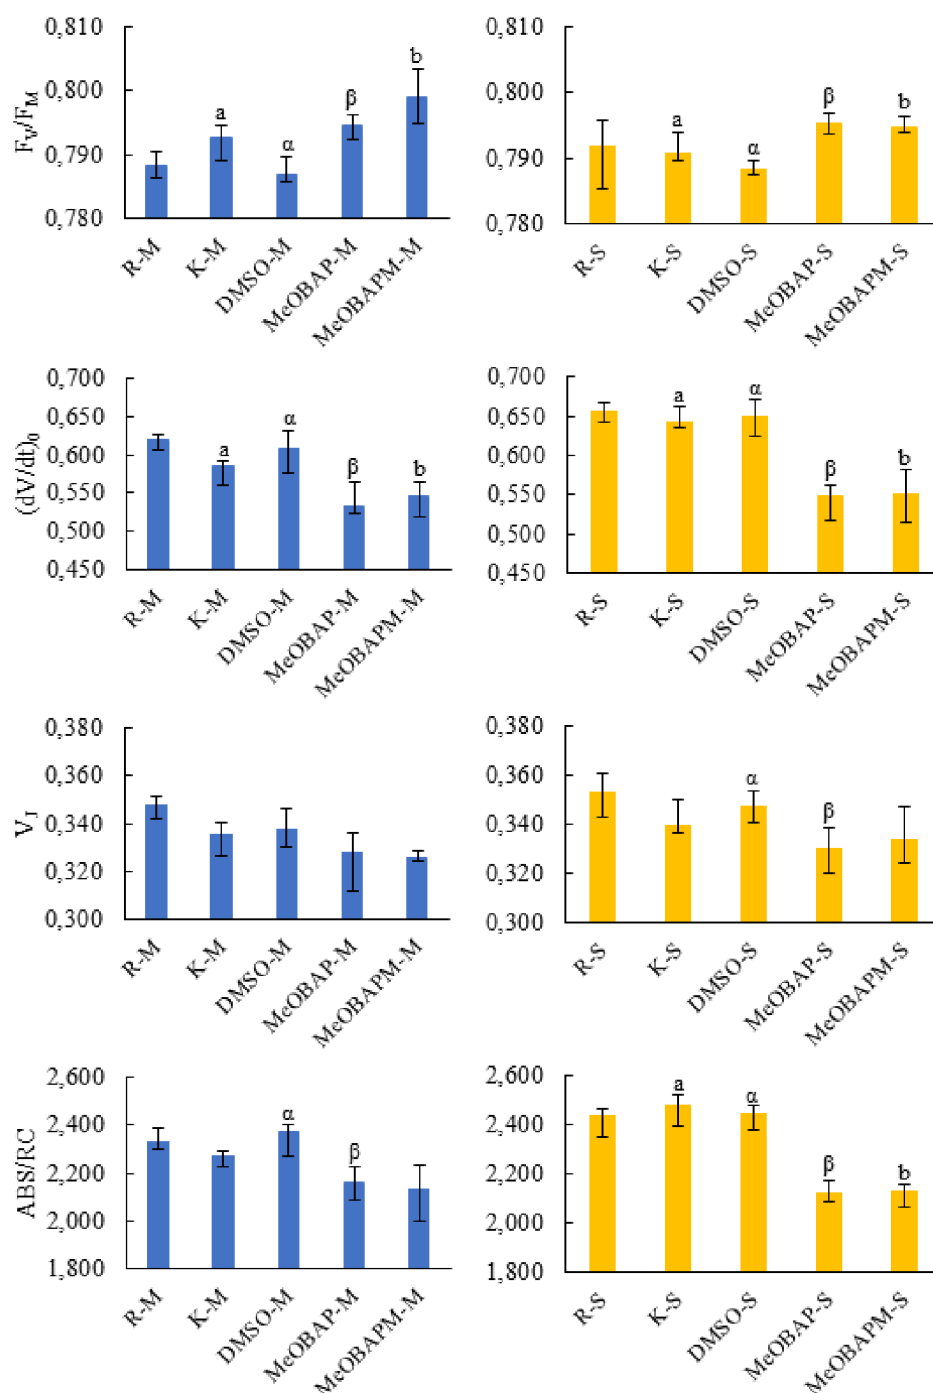 0,810
0,800
0,790
0,780
Fv/FM
a
α
β
b
R-M
K-M
DMSO-M
MeOBAP-M
MeOBAPM-M
0,810
0,800
0,790
0,780
a
α
β
b
R-S
K-S
DMSO-S
MeOBAP-S
MeOBAPM-S
0,700
0,650
0,600
0,550
0,500
0,450
(dV/dt)0
a
α
β
b
R-M
K-M
DMSO-M
MeOBAP-M
MeOBAPM-M
0,700
0,650
0,600
0,550
0,500
0,450
a
α
β
b
R-S
K-S
DMSO-S
MeOBAP-S
MeOBAPM-S
0,380
0,360
0,340
0,320
0,300
VJ
R-M
K-M
DMSO-M
MeOBAP-M
MeOBAPM-M
0,380
0,360
0,340
0,320
0,300
α
β
R-S
K-S
DMSO-S
MeOBAP-S
MeOBAPM-S
2,600
2,400
2,200
2,000
1,800
ABS/RC
α
β
R-M
K-M
DMSO-M
MeOBAP-M
MeOBAPM-M
2,600
2,400
2,200
2,000
1,800
a
α
β
b
R-S
K-S
DMSO-S
MeOBAP-S
MeOBAPM-S